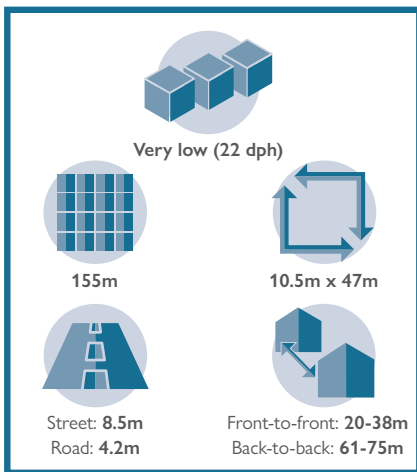 Very low (22 dph)
155m
10.5m x 47m
Street: 8.5m
Road: 4.2m
Front-to-front: 20-38m
Back-to-back: 61-75m